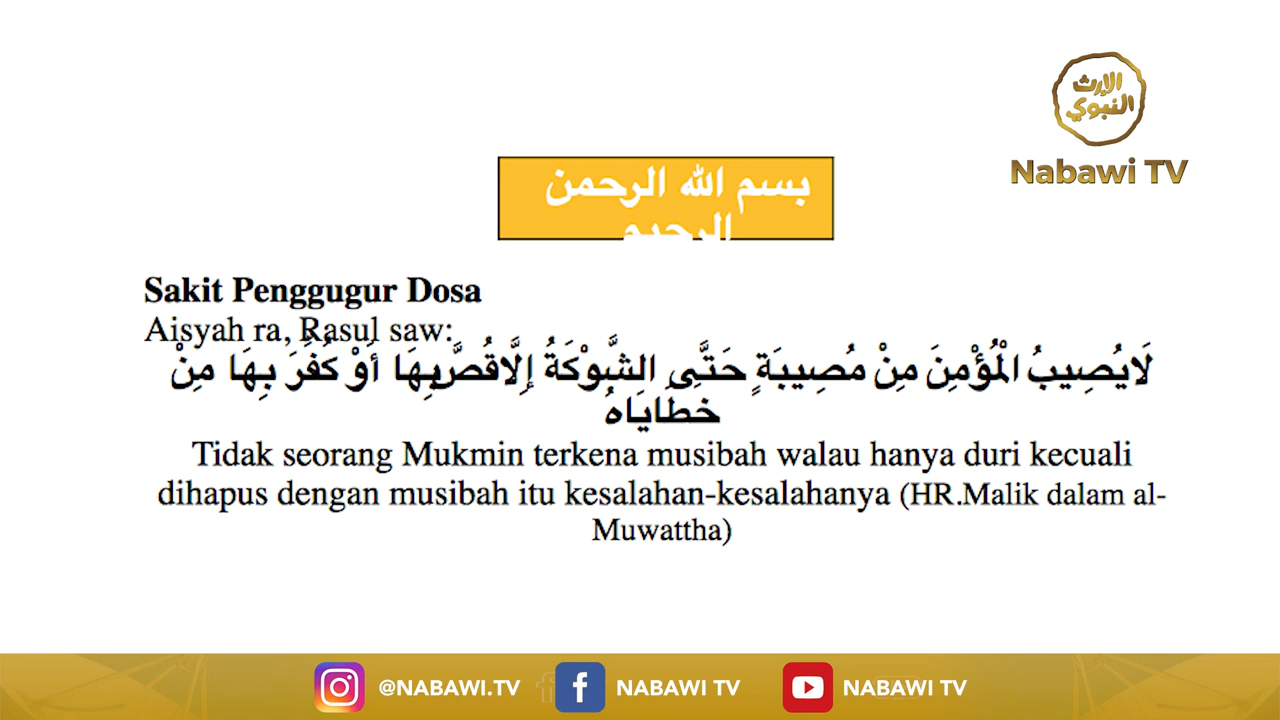 الإرث
النبوي
Nabawi TV
بسم الله الرحمن
الرحيم
Sakit Penggugur Dosa
Aisyah ra, Rasul saw:
لَايُصِيبُ الْمُؤْمِنَ مِنْ مُصِيبَةٍ حَتَّى الشَّوْكَةُ إِلَّاقُصَّبِهَا أَوْ كُفِّرَ بِهَا مِنْ
خَطَايَاهُ
Tidak seorang Mukmin terkena musibah walau hanya duri kecuali
dihapus dengan musibah itu kesalahan-kesalahanya (HR.Malik dalam al-
Muwattha)
@NABAWI.TV
NABAWI TV
NABAWI TV